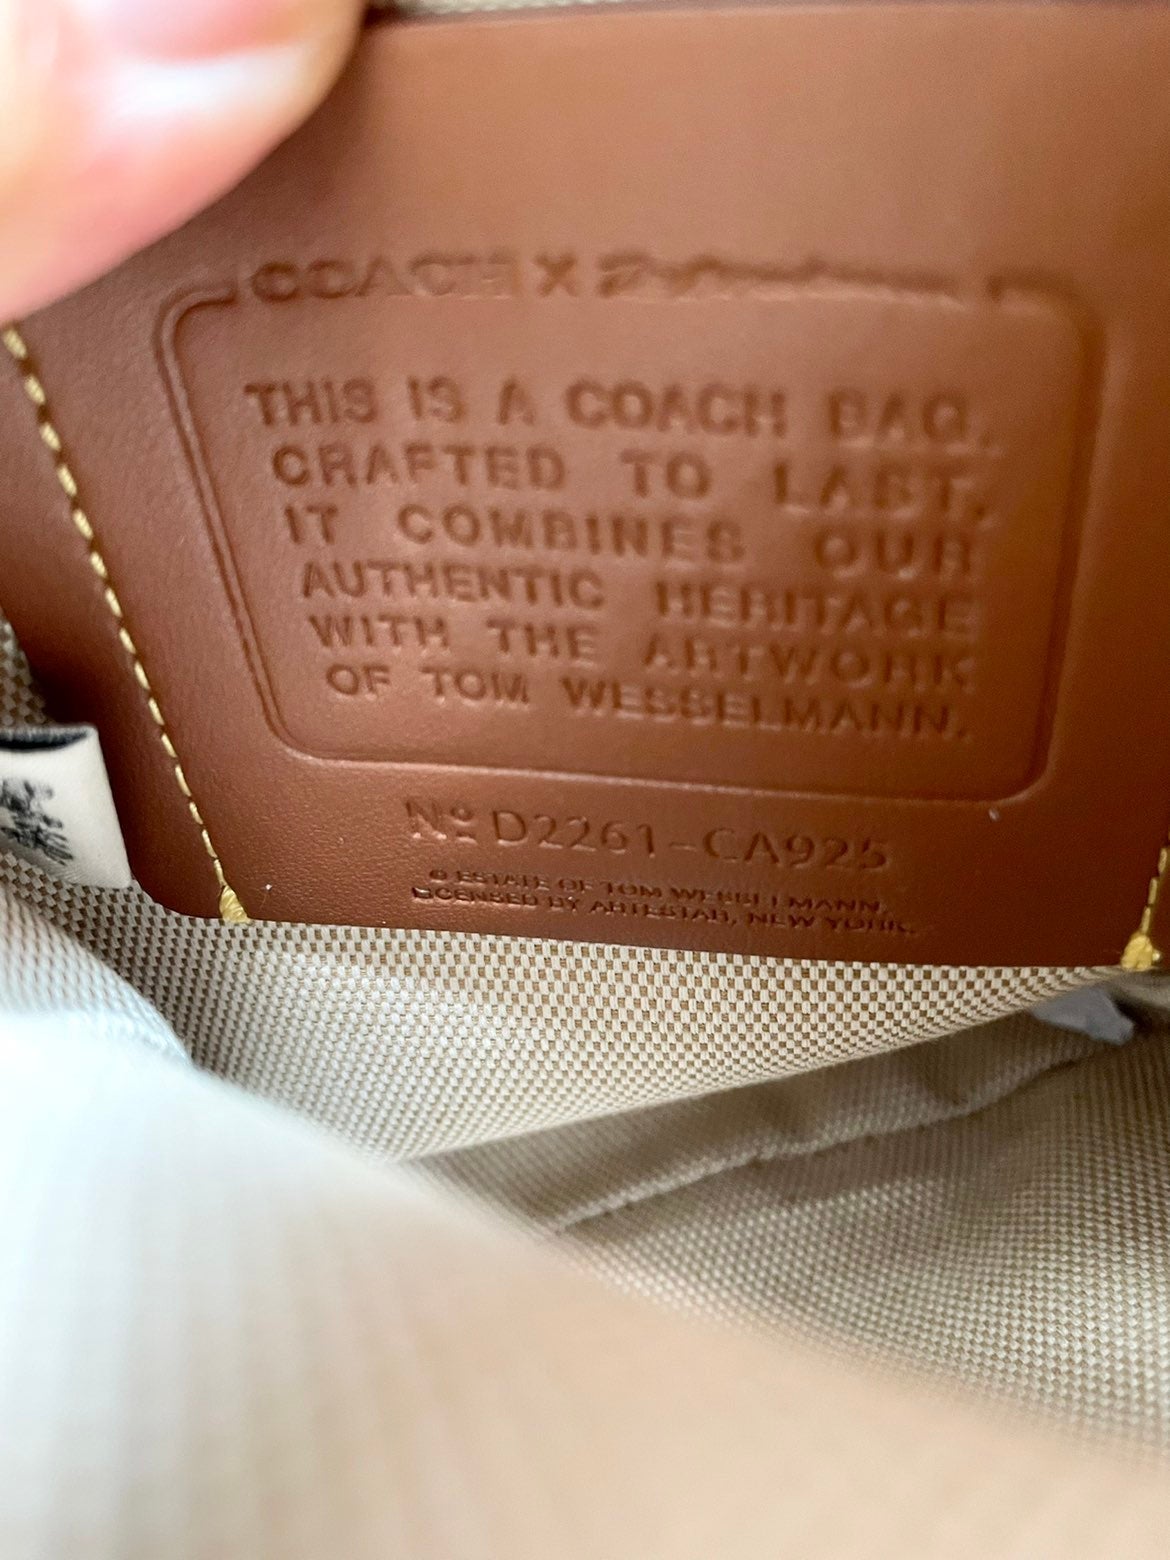 COACH X
THIS IS A COACH BAG,
CRAFTED TO LAST.
IT COMBINES OUR
AUTHENTIC HERITAGE
WITH THE ARTWORK
OF TOM WESSELMANN.
Nº D2261-CA925
© ESTATE OF TOM WESSELMANN,
LICENSED BY ARTESTAR, NEW YORK.